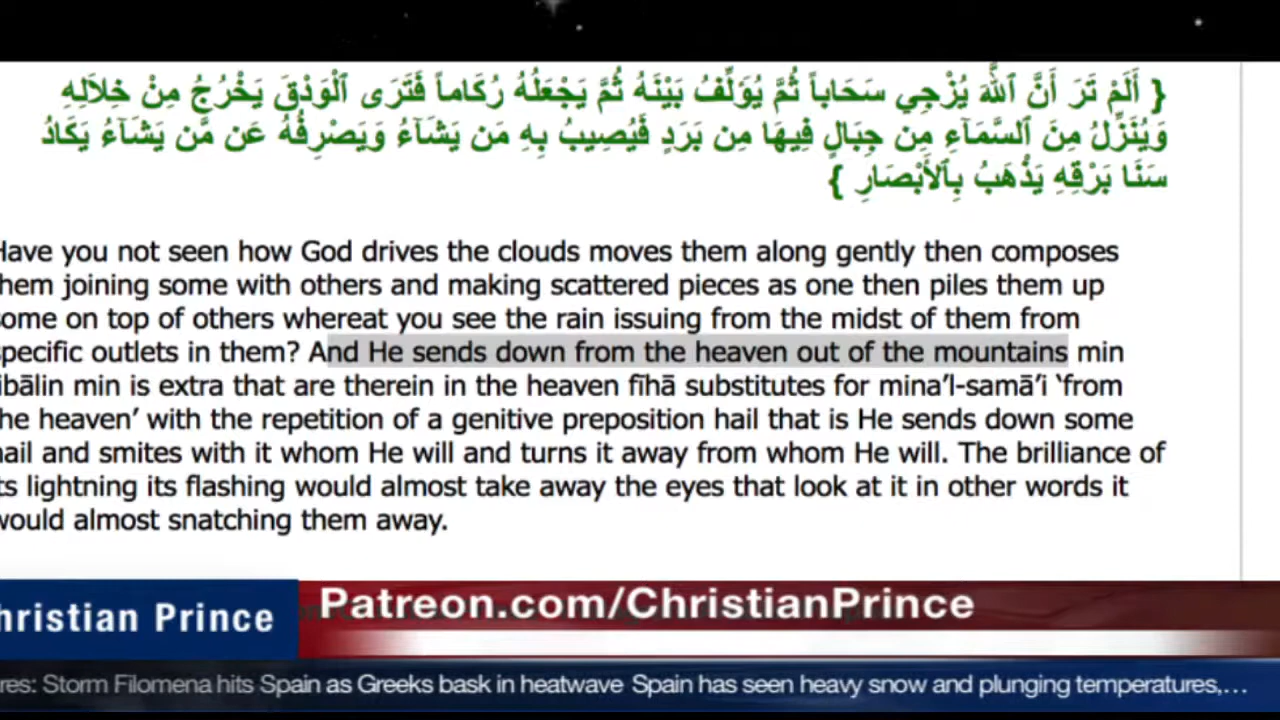 { أَلَمْ تَرَ أَنَّ ٱللَّهَ يُزْجِي سَحَاباً ثُمَّ يُؤَلِّفُ بَيْنَهُ ثُمَّ يَجْعَلُهُ رُكَاماً فَتَرَى ٱلْوَدْقَ يَخْرُجُ مِنْ خِلاَلِهِ
وَيُنَزِّلُ مِنَ ٱلسَّمَآءِ مِن جِبَالٍ فِيهَا مِن بَرَدٍ فَيُصِيبُ بِهِ مَن يَشَآءُ وَيَصْرِفُهُ عَن مَّن يَشَآءُ يَكَادُ
سَنَا بَرْقِهِ يَذْهَبُ بِٱلأَبْصَارِ }
Have you not seen how God drives the clouds moves them along gently then composes
hem joining some with others and making scattered pieces as one then piles them up
ome on top of others whereat you see the rain issuing from the midst of them from
pecific outlets in them? And He sends down from the heaven out of the mountains min
ibālin min is extra that are therein in the heaven fīhā substitutes for mina’l-samā’i ‘from
he heaven’ with the repetition of a genitive preposition hail that is He sends down some
ail and smites with it whom He will and turns it away from whom He will. The brilliance of
ts lightning its flashing would almost take away the eyes that look at it in other words it
would almost snatching them away.
hristian Prince
Patreon.com/ChristianPrince
res: Storm Filomena hits Spain as Greeks bask in heatwave Spain has seen heavy snow and plunging temperatures,...